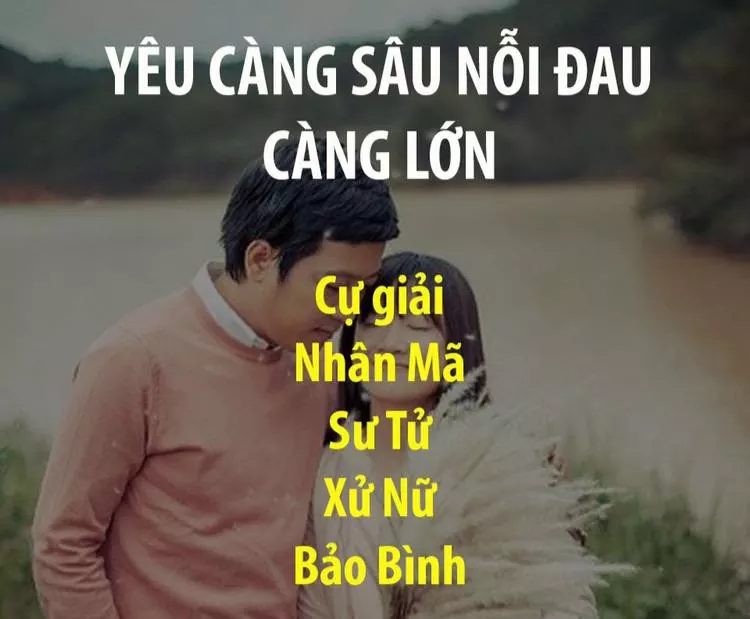 YÊU CÀNG SÂU NỖI ĐAU
CÀNG LỚN
Cự giải
Nhân Mã
Sư Tử
Xử Nữ
Bảo Bình